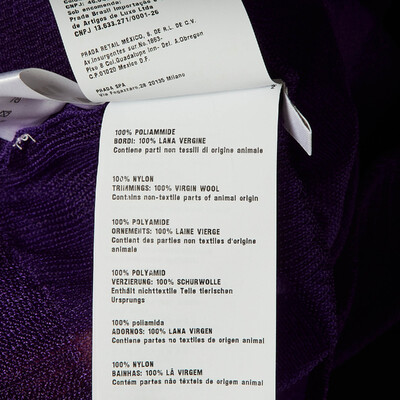 Prada Brasil Importação e
de Artigos de Luxo Ltda
CNPJ 13.633.271/0001-26
PRADA RETAIL MÉXICO, S. DE R.L. DE C.V.
Av.Insurgentes sur No.1863-
Piso 6 Col.Guadalupe Inn- Del.A.Obregon
C.P.01020 Mexico D.F.
PRADA SPA
Via Fogazzaro,28 20135 Milano
100% POLIAMMIDE
BORDI: 100% LANA VERGINE
Contiene parti non tessili di origine animale
100% NYLON
TRIMMINGS: 100% VIRGIN WOOL
Contains non-textile parts of animal origin
100% POLYAMIDE
ORNEMENTS: 100% LAINE VIERGE
Contient des parties non textiles d'origine
animale
100% POLYAMID
VERZIERUNG: 100% SCHURWOLLE
Enthält nichttextile Teile tierischen
Ursprungs
100% poliamida
ADORNOS: 100% LANA VIRGEN
Contiene partes no textiles de origen animal
100% NYLON
BAINHAS: 100% LÃ VIRGEM
Contém partes não têxteis de origem animal